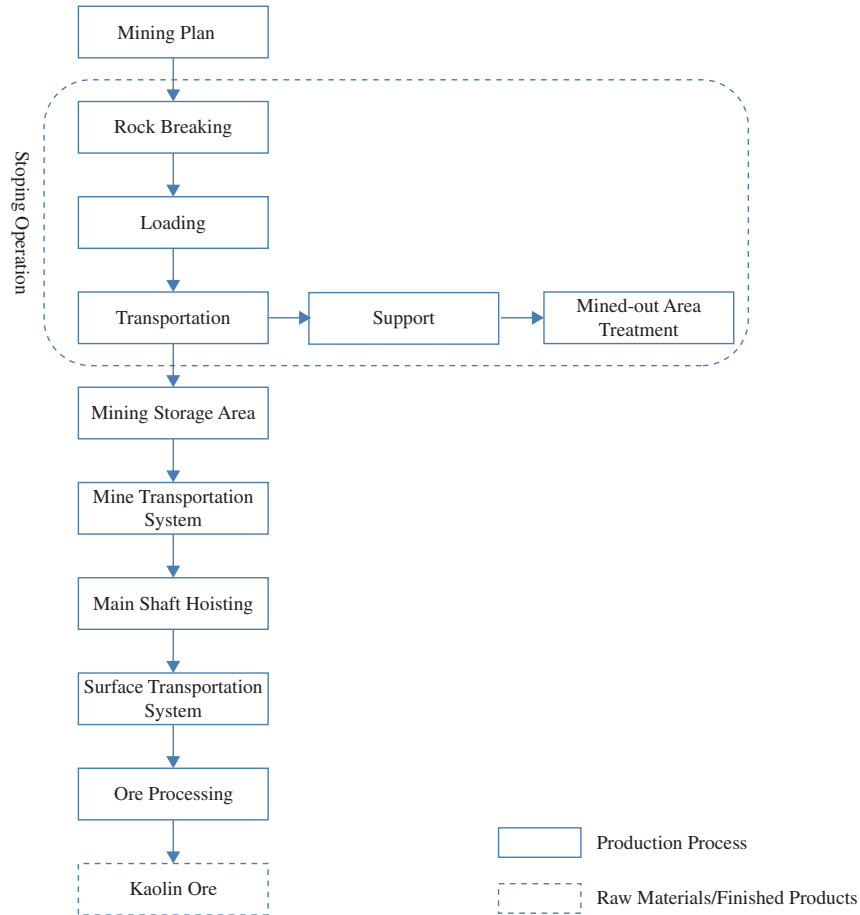 Mining Plan
Stoping Operation
Rock Breaking
Loading
Transportation
Support
Mined-out Area
Treatment
Mining Storage Area
Mine Transportation
System
Main Shaft Hoisting
Surface Transportation
System
Ore Processing
Kaolin Ore
Production Process
Raw Materials/Finished Products